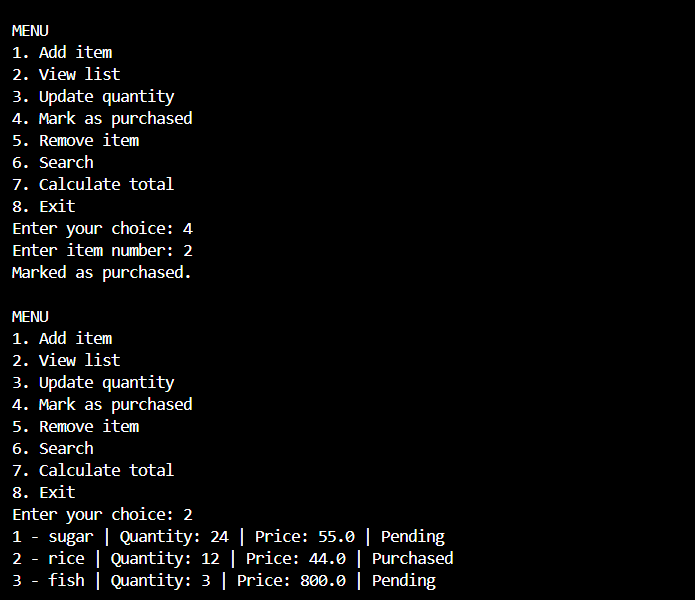 MENU
1. Add item
2. View list
3. Update quantity
4. Mark as purchased
5. Remove item
6. Search
7. Calculate total
8. Exit
Enter your choice: 4
Enter item number: 2
Marked as purchased.
MENU
1. Add item
2. View list
3. Update quantity
4. Mark as purchased
5. Remove item
6. Search
7. Calculate total
8. Exit
Enter your choice: 2
1 - sugar | Quantity: 24 | Price: 55.0 | Pending
2 - rice | Quantity: 12 | Price: 44.0 | Purchased
3 - fish | Quantity: 3 | Price: 800.0 | Pending